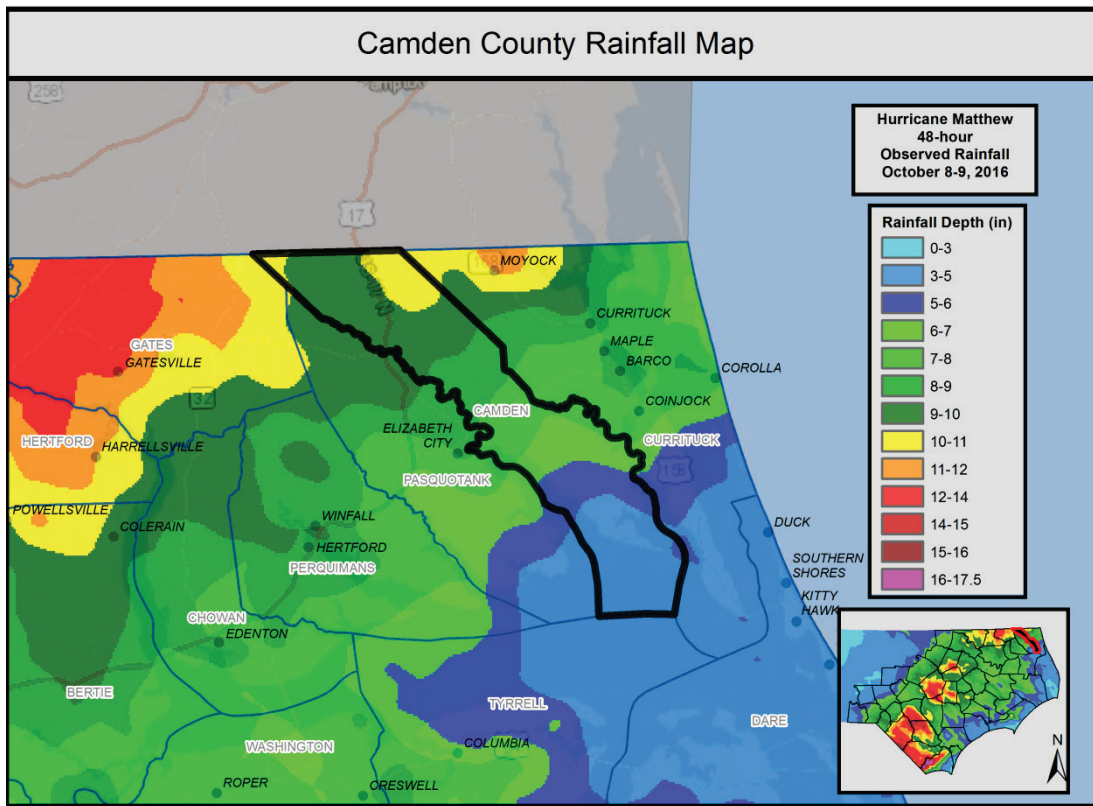 Camden County Rainfall Map
258
Hurricane Matthew
48-hour
Observed Rainfall
October 8-9, 2016
17
Rainfall Depth (in)
0-3
3-5
5-6
6-7
7-8
8-9
9-10
10-11
11-12
12-14
14-15
15-16
16-17.5
168
MOYOCK
CURRITUCK
MAPLE
BARCO
COROLLA
GATES
GATESVILLE
32
COINJOCK
CAMDEN
ELIZABETH
CITY
CURRITUCK
158
HERTFORD
HARRELLSVILLE
PASQUOTANK
POWELLSVILLE
COLERAIN
WINFALL
HERTFORD
PERQUIMANS
DUCK
SOUTHERN
SHORES
KITTY
HAWK
CHOWAN
EDENTON
BERTIE
TYRRELL
DARE
WASHINGTON
COLUMBIA
ROPER
CRESWELL
N